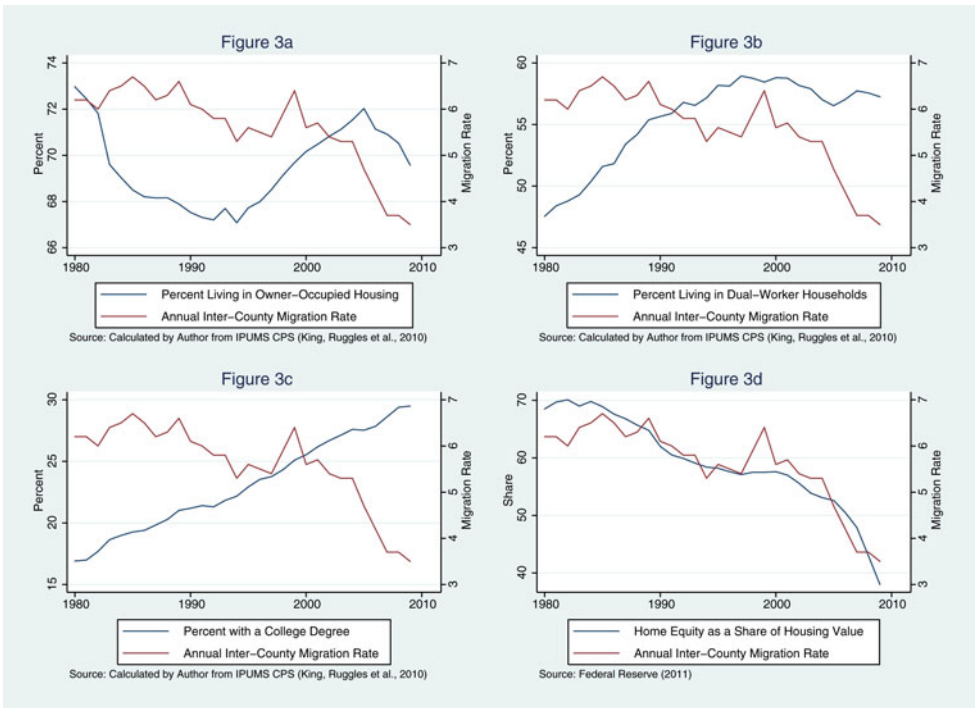 Figure 3a
74
72
70
68
66
Percent
7
6
5
4
3
Migration Rate
1980
1990
2000
2010
Percent Living in Owner-Occupied Housing
Annual Inter-County Migration Rate
Source: Calculated by Author from IPUMS CPS (King, Ruggles et al., 2010)
Figure 3b
60
55
50
45
Percent
7
6
5
4
3
Migration Rate
1980
1990
2000
2010
Percent Living in Dual-Worker Households
Annual Inter-County Migration Rate
Source: Calculated by Author from IPUMS CPS (King, Ruggles et al., 2010)
Figure 3c
30
25
20
15
Percent
7
6
5
4
3
Migration Rate
1980
1990
2000
2010
Percent with a College Degree
Annual Inter-County Migration Rate
Source: Calculated by Author from IPUMS CPS (King, Ruggles et al., 2010)
Figure 3d
70
60
50
40
Share
7
6
5
4
3
Migration Rate
1980
1990
2000
2010
Home Equity as a Share of Housing Value
Annual Inter-County Migration Rate
Source: Federal Reserve (2011)